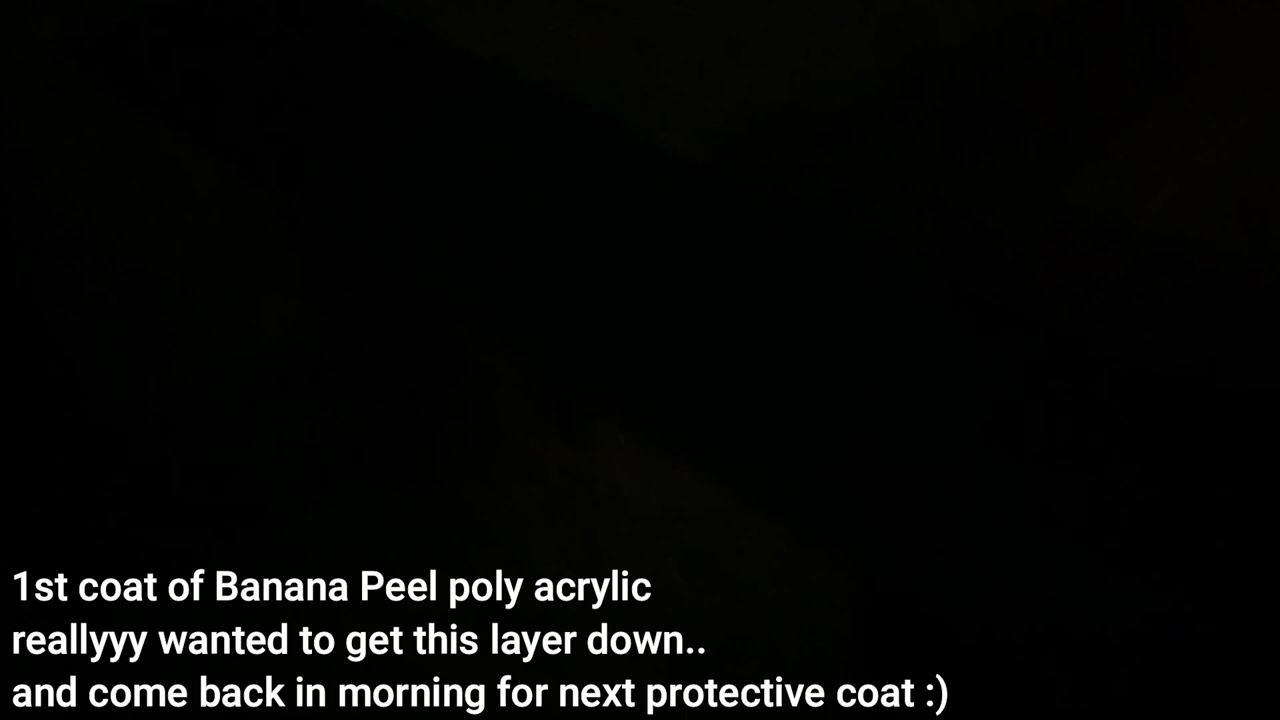 1st coat of Banana Peel poly acrylic
reallyyy wanted to get this layer down..
and come back in morning for next protective coat :)